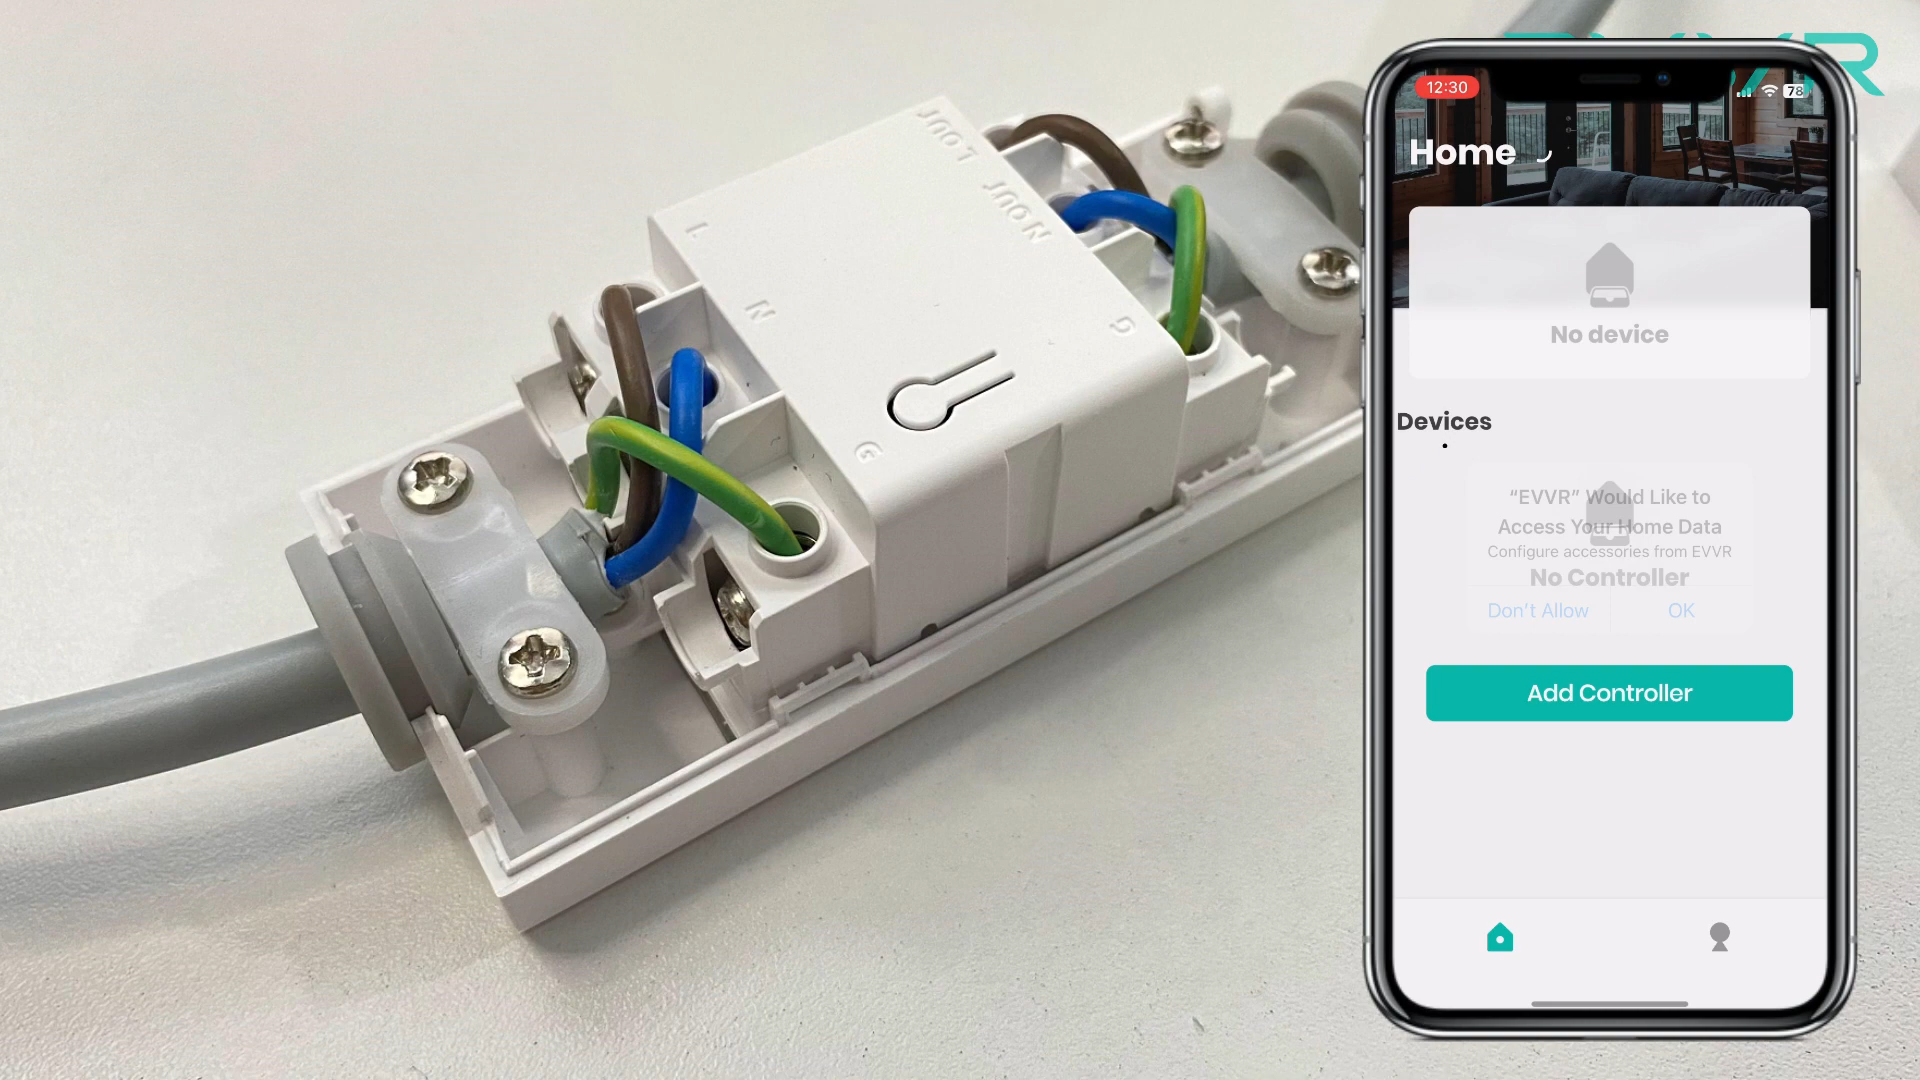 L OUT
N OUT
L
N
G
G
12:30
78
Home
No device
Devices
“EVVR” Would Like to
Access Your Home Data
Configure accessories from EVVR
No Controller
Don't Allow
OK
Add Controller